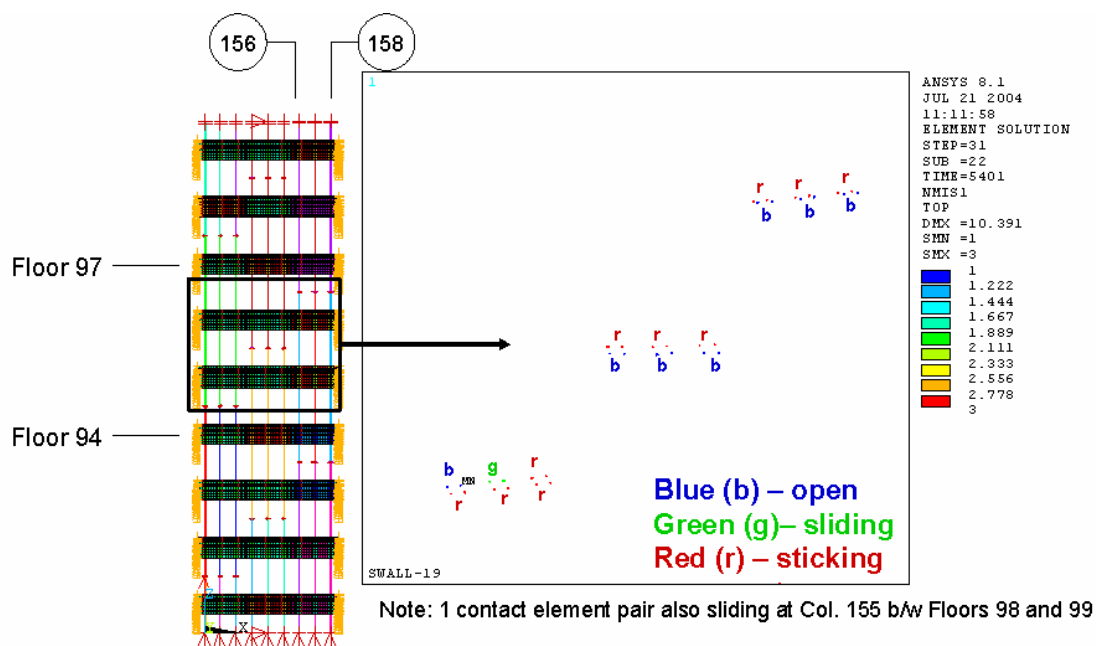 156
158
1
ANSYS 8.1
JUL 21 2004
11:11:58
ELEMENT SOLUTION
STEP=31
SUB =22
TIME=5401
NMIS1
TOP
DMX =10.391
SMN =1
SMX =3
1
1.222
1.444
1.667
1.889
2.111
2.333
2.556
2.778
3
Floor 97
Floor 94
r r r
b b b
r r r
b b b
b MN g r
r r r
Blue (b) – open
Green (g)– sliding
Red (r) – sticking
SWALL-19
Z
X
Note: 1 contact element pair also sliding at Col. 155 b/w Floors 98 and 99